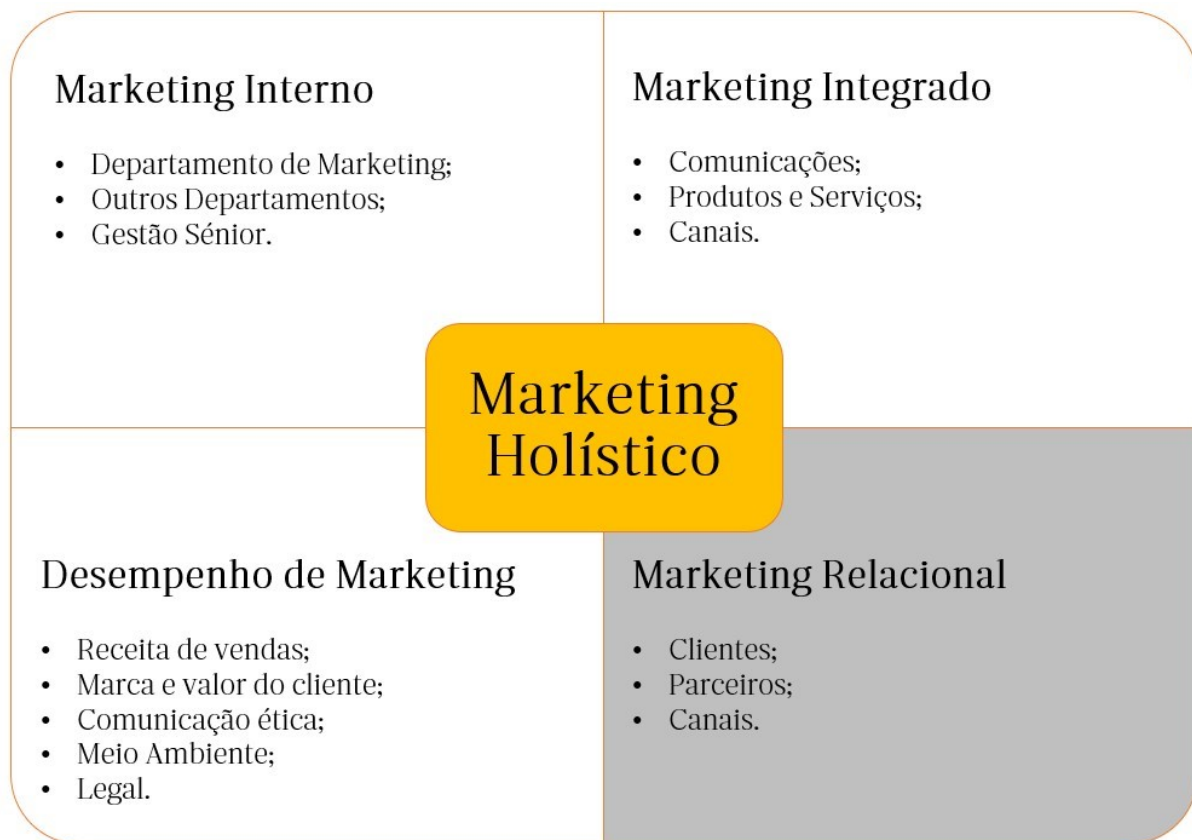 Marketing Interno
• Departamento de Marketing;
• Outros Departamentos;
• Gestão Sénior.
Marketing Integrado
• Comunicações;
• Produtos e Serviços;
• Canais.
Marketing
Holístico
Desempenho de Marketing
• Receita de vendas;
• Marca e valor do cliente;
• Comunicação ética;
• Meio Ambiente;
• Legal.
Marketing Relacional
• Clientes;
• Parceiros;
• Canais.